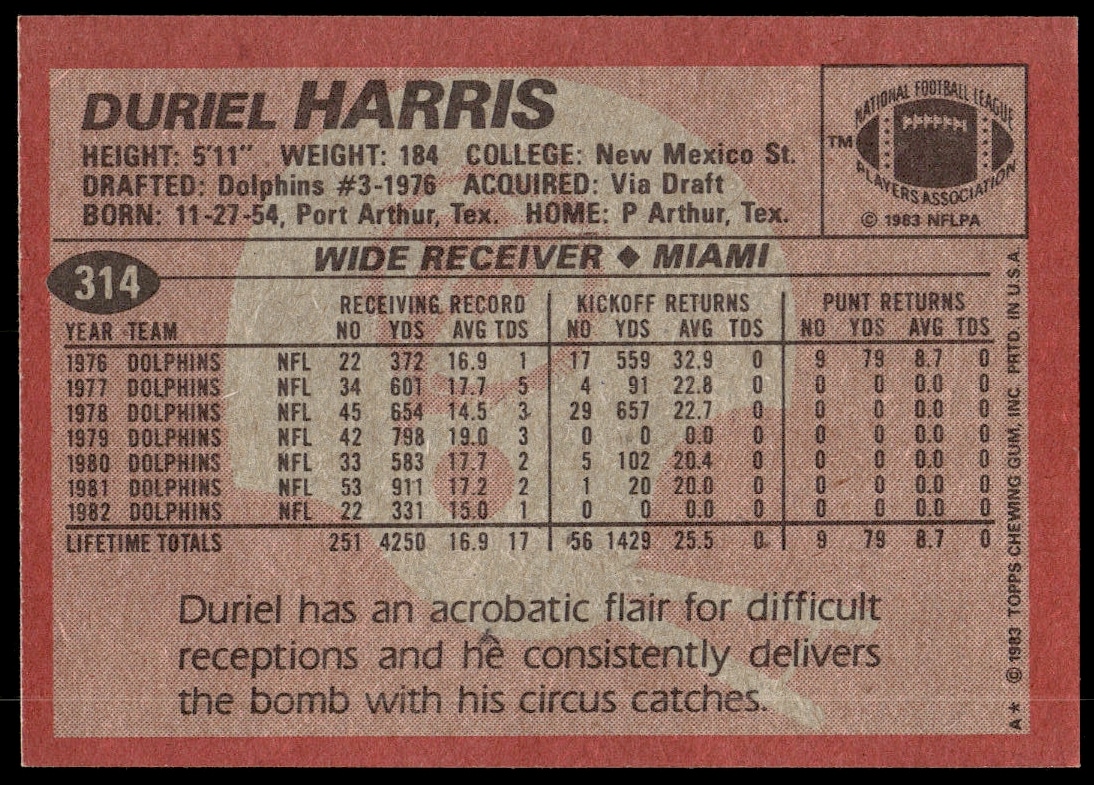 DURIEL HARRIS
HEIGHT: 5'11" WEIGHT: 184 COLLEGE: New Mexico St.
DRAFTED: Dolphins #3-1976 ACQUIRED: Via Draft
BORN: 11-27-54, Port Arthur, Tex. HOME: P Arthur, Tex.
NATIONAL FOOTBALL LEAGUE
TM
PLAYERS ASSOCIATION
© 1983 NFLPA
WIDE RECEIVER ♦ MIAMI
314
RECEIVING RECORD KICKOFF RETURNS PUNT RETURNS
YEAR TEAM NO YDS AVG TDS NO YDS AVG TDS NO YDS AVG TDS
1976 DOLPHINS NFL 22 372 16.9 1 17 559 32.9 0 9 79 8.7 0
1977 DOLPHINS NFL 34 601 17.7 5 4 91 22.8 0 0 0 0.0 0
1978 DOLPHINS NFL 45 654 14.5 3 29 657 22.7 0 0 0 0.0 0
1979 DOLPHINS NFL 42 798 19.0 3 0 0 0.0 0 0 0 0.0 0
1980 DOLPHINS NFL 33 583 17.7 2 5 102 20.4 0 0 0 0.0 0
1981 DOLPHINS NFL 53 911 17.2 2 1 20 20.0 0 0 0 0.0 0
1982 DOLPHINS NFL 22 331 15.0 1 0 0 0.0 0 0 0 0.0 0
LIFETIME TOTALS 251 4250 16.9 17 56 1429 25.5 0 9 79 8.7 0
Duriel has an acrobatic flair for difficult
receptions and he consistently delivers
the bomb with his circus catches.
A* © 1983 TOPPS CHEWING GUM, INC. PRTD. IN U.S.A.